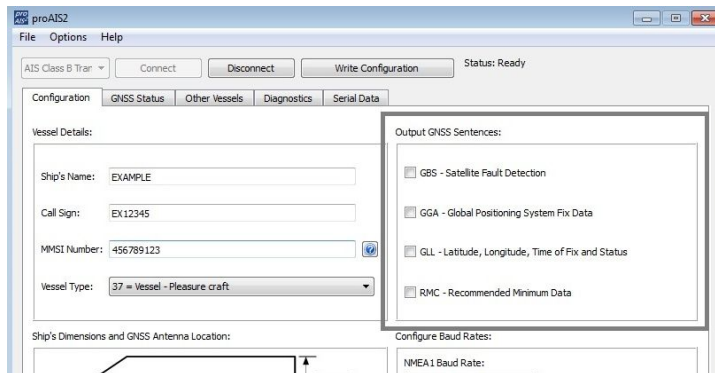 pro AIS² proAIS2
File Options Help
AIS Class B Trar Connect Disconnect Write Configuration Status: Ready
Configuration GNSS Status Other Vessels Diagnostics Serial Data
Vessel Details:
Ship's Name: EXAMPLE
Call Sign: EX12345
MMSI Number: 456789123 ?
Vessel Type: 37 = Vessel - Pleasure craft
Output GNSS Sentences:
GBS - Satellite Fault Detection
GGA - Global Positioning System Fix Data
GLL - Latitude, Longitude, Time of Fix and Status
RMC - Recommended Minimum Data
Ship's Dimensions and GNSS Antenna Location:
Configure Baud Rates:
NMEA1 Baud Rate: